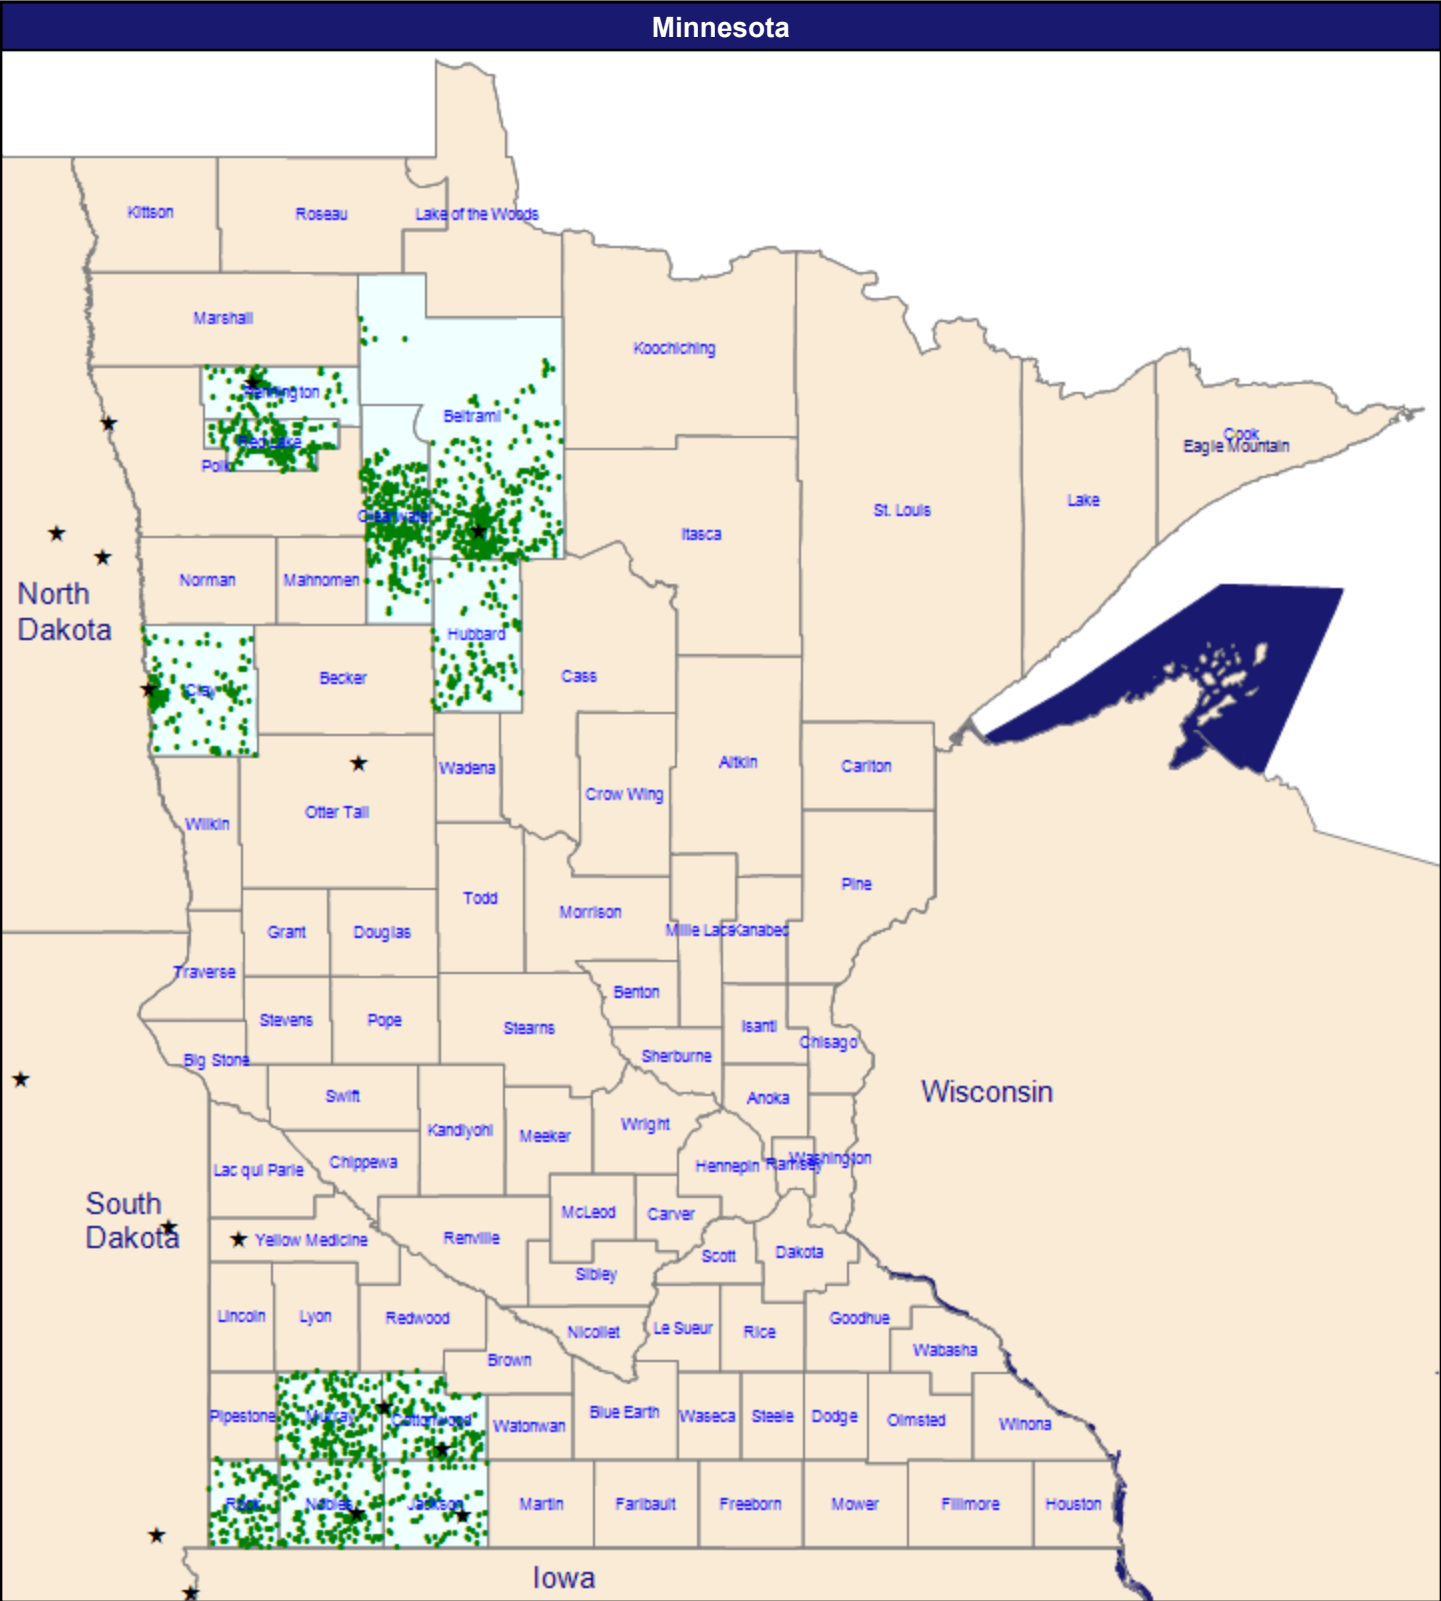 Minnesota
Kittson
Roseau
Lake of the Woods
Marshall
Koochiching
Pennington
Beltrami
Red Lake
Polk
Cook
Eagle Mountain
Lake
St. Louis
Clearwater
Itasca
Norman
Mahnomen
North
Dakota
Hubbard
Clay
Becker
Cass
Wadena
Aitkin
Carlton
Crow Wing
Otter Tail
Wilkin
Pine
Todd
Morrison
Mille Lacs
Kanabec
Grant
Douglas
Traverse
Benton
Stevens
Pope
Stearns
Isanti
Chisago
Big Stone
Sherburne
Wisconsin
Swift
Anoka
Kandiyohi
Wright
Meeker
Chippewa
Lac qui Parle
Hennepin
Ramsey
Washington
South
Dakota
McLeod
Carver
Yellow Medicine
Renville
Scott
Dakota
Sibley
Lincoln
Lyon
Redwood
Nicollet
Le Sueur
Rice
Goodhue
Wabasha
Brown
Pipestone
Murray
Cottonwood
Watonwan
Blue Earth
Waseca
Steele
Dodge
Olmsted
Winona
Rock
Nobles
Jackson
Martin
Faribault
Freeborn
Mower
Fillmore
Houston
Iowa